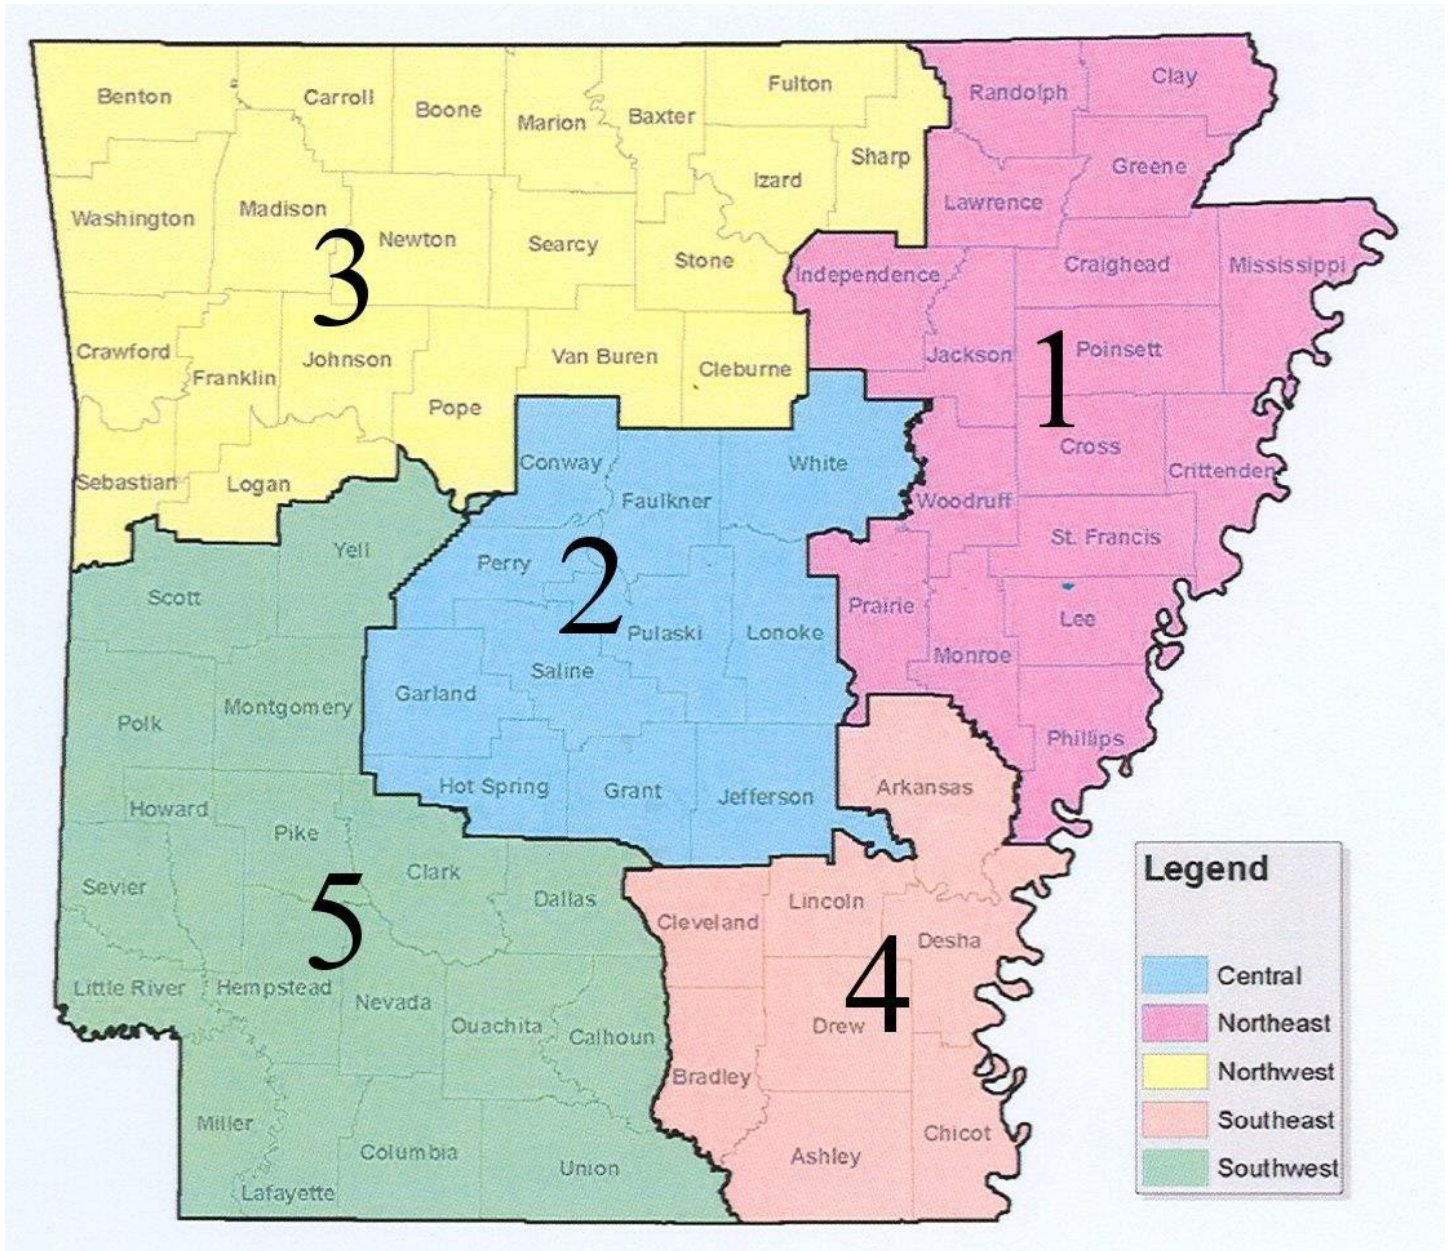 Benton
Carroll
Boone
Marion
Baxter
Fulton
Randolph
Clay
Sharp
Izard
Greene
Washington
Madison
Newton
Searcy
Stone
Lawrence
3
Independence
Craighead
Mississippi
Crawford
Franklin
Johnson
Van Buren
Cleburne
Jackson
1
Poinsett
Pope
Cross
Sebastian
Logan
Conway
Faulkner
White
Woodruff
Crittenden
Yell
Perry
2
St. Francis
Scott
Pulaski
Lonoke
Prairie
Lee
Saline
Monroe
Garland
Polk
Montgomery
Phillips
Hot Spring
Grant
Jefferson
Arkansas
Howard
Pike
Clark
Sevier
5
Dallas
Cleveland
Lincoln
Desha
4
Little River
Hempstead
Nevada
Ouachita
Calhoun
Drew
Bradley
Miller
Columbia
Union
Lafayette
Ashley
Chicot
Legend
Central
Northeast
Northwest
Southeast
Southwest